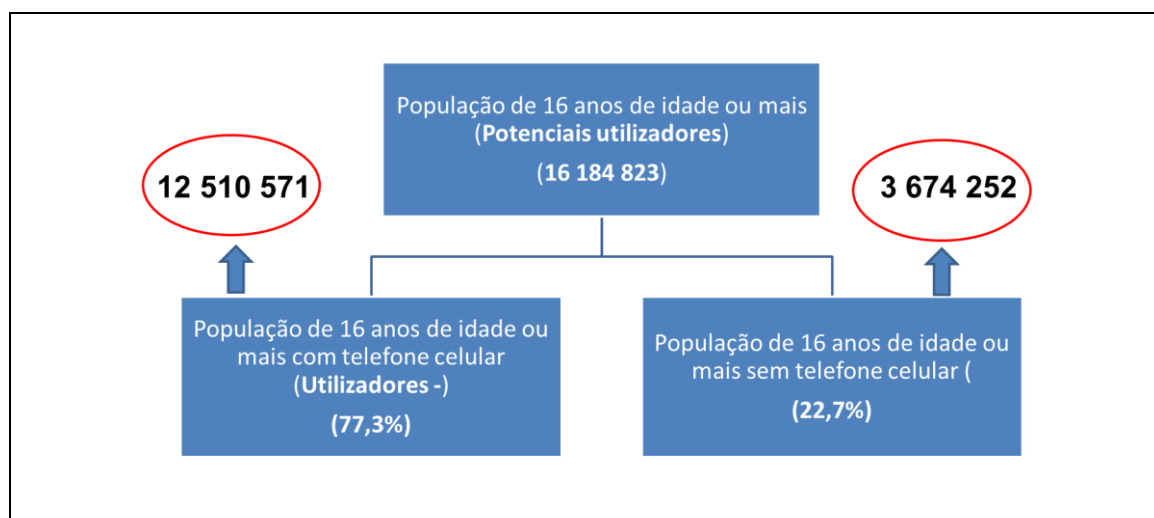 População de 16 anos de idade ou mais
(Potenciais utilizadores)
(16 184 823)
12 510 571
3 674 252
População de 16 anos de idade ou
mais com telefone celular
(Utilizadores -)
(77,3%)
População de 16 anos de idade ou
mais sem telefone celular (
(22,7%)